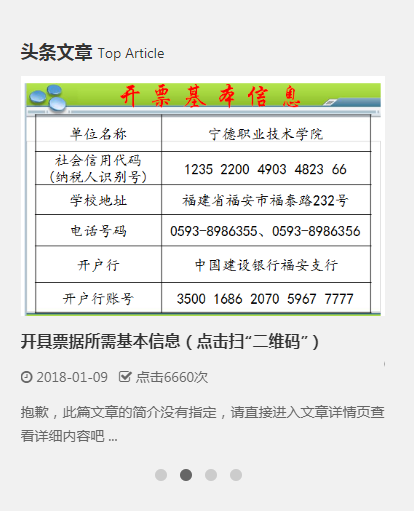 头条文章 Top Article
开票基本信息
单位名称 宁德职业技术学院
社会信用代码
(纳税人识别号) 1235 2200 4903 4823 66
学校地址 福建省福安市福泰路232号
电话号码 0593-8986355、0593-8986356
开户行 中国建设银行福安支行
开户行账号 3500 1686 2070 5967 7777
开具票据所需基本信息（点击扫“二维码”）
2018-01-09 点击6660次
抱歉，此篇文章的简介没有指定，请直接进入文章详情页查
看详细内容吧 ...